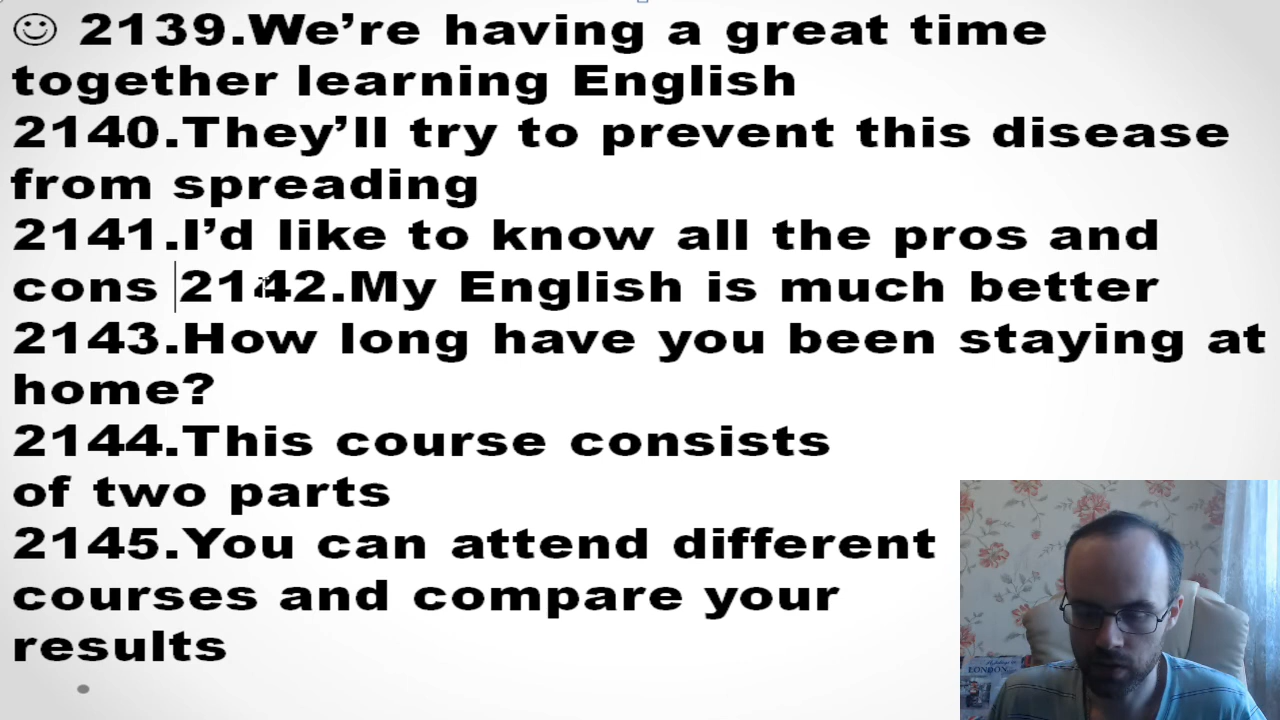 ☺ 2139.We're having a great time
together learning English
2140.They'll try to prevent this disease
from spreading
2141.I'd like to know all the pros and
cons 2142.My English is much better
2143.How long have you been staying at
home?
2144.This course consists
of two parts
2145.You can attend different
courses and compare your
results
LONDON